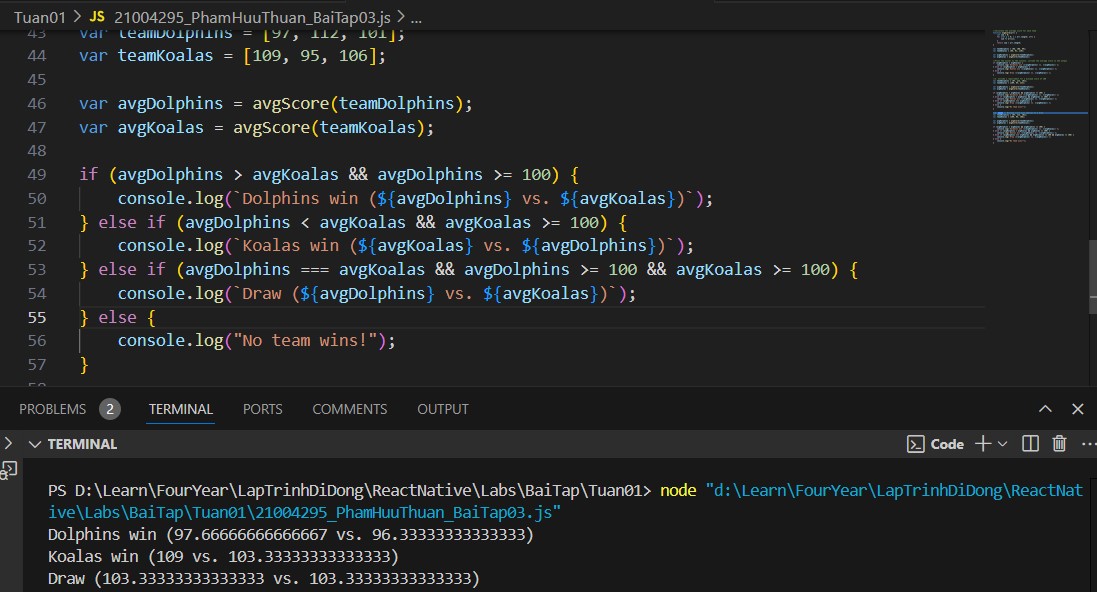 Tuan01 > JS 21004295_PhamHuuThuan_BaiTap03.js > ...
43 var teamDolphins = [97, 112, 101];
44 var teamKoalas = [109, 95, 106];
45
46 var avgDolphins = avgScore(teamDolphins);
47 var avgKoalas = avgScore(teamKoalas);
48
49 if (avgDolphins > avgKoalas && avgDolphins >= 100) {
50 console.log(`Dolphins win (${avgDolphins} vs. ${avgKoalas})`);
51 } else if (avgDolphins < avgKoalas && avgKoalas >= 100) {
52 console.log(`Koalas win (${avgKoalas} vs. ${avgDolphins})`);
53 } else if (avgDolphins === avgKoalas && avgDolphins >= 100 && avgKoalas >= 100) {
54 console.log(`Draw (${avgDolphins} vs. ${avgKoalas})`);
55 } else {
56 console.log("No team wins!");
57 }
58
PROBLEMS 2 TERMINAL PORTS COMMENTS OUTPUT
TERMINAL Code
PS D:\Learn\FourYear\LapTrinhDiDong\ReactNative\Labs\BaiTap\Tuan01> node "d:\Learn\FourYear\LapTrinhDiDong\ReactNat
ive\Labs\BaiTap\Tuan01\21004295_PhamHuuThuan_BaiTap03.js"
Dolphins win (97.66666666666667 vs. 96.33333333333333)
Koalas win (109 vs. 103.33333333333333)
Draw (103.33333333333333 vs. 103.33333333333333)